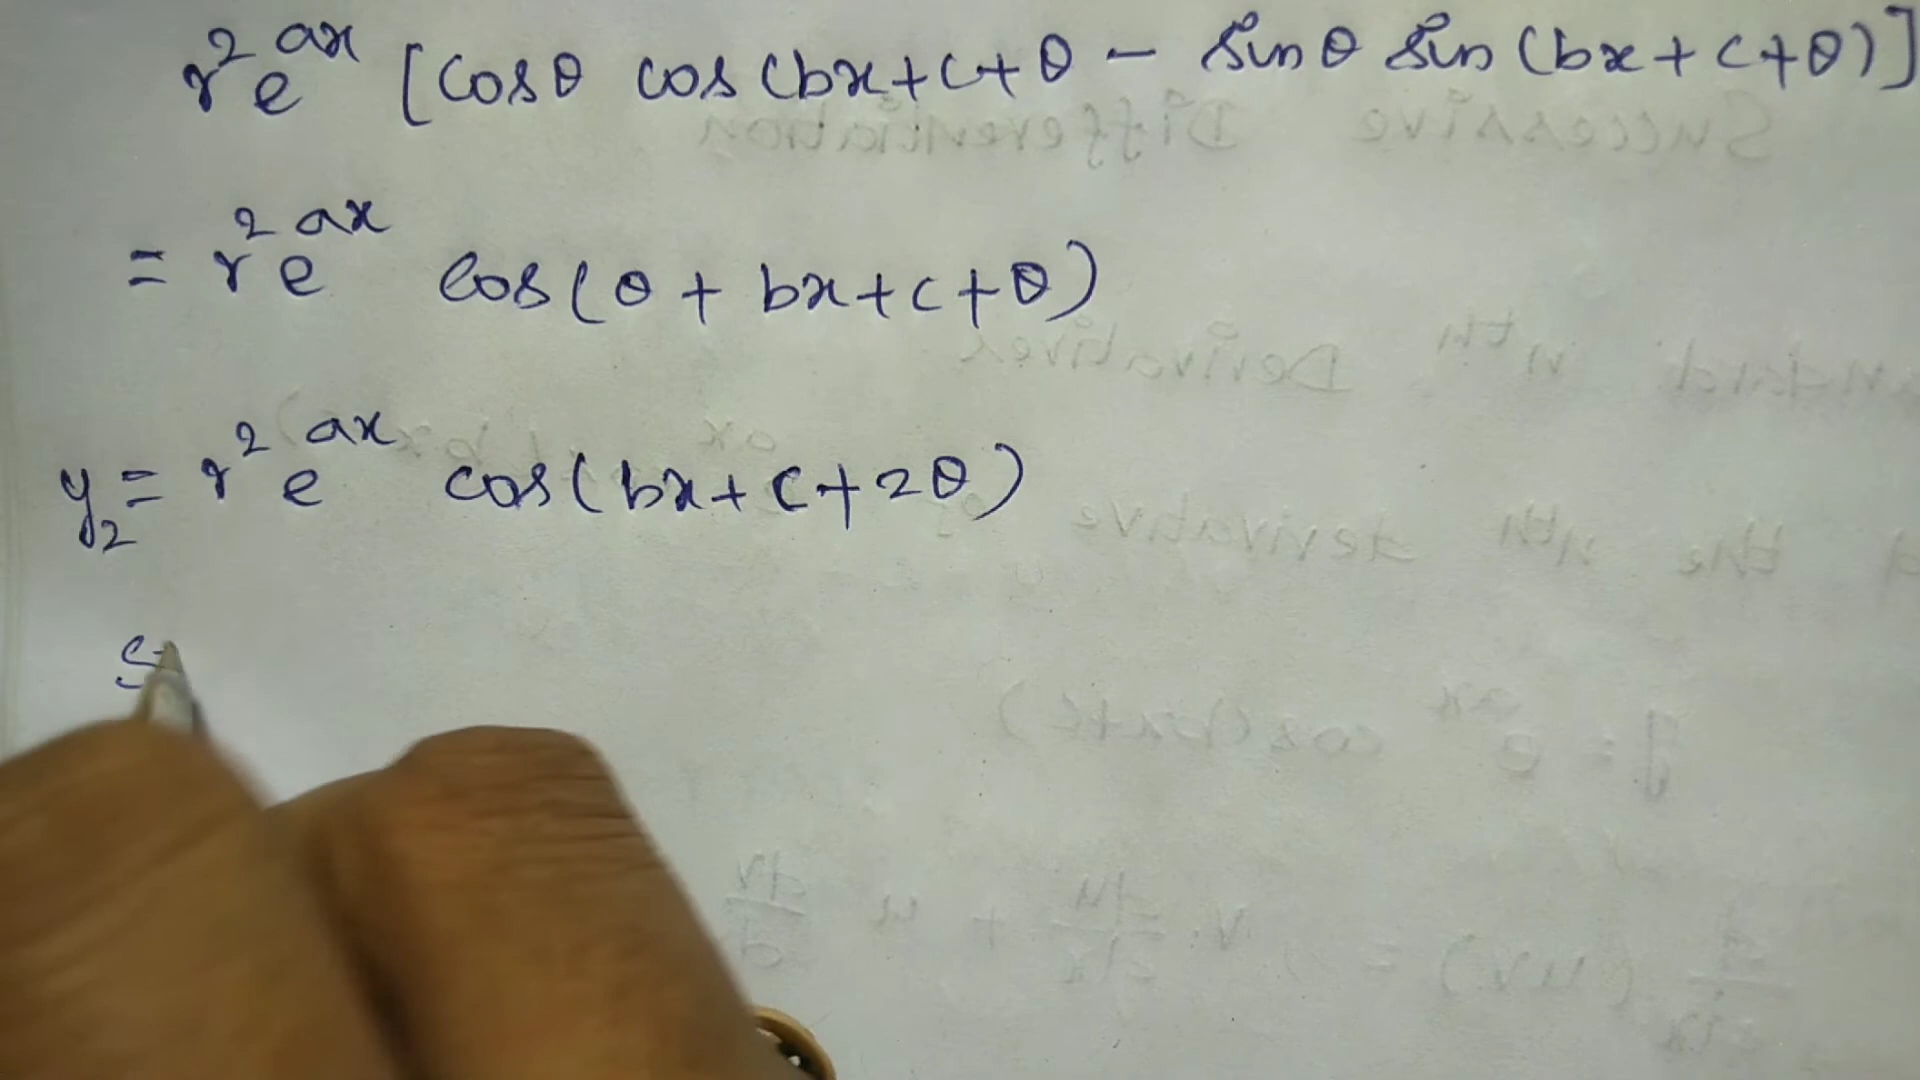 r²e^ax [cosθ cos(bx+c+θ - sinθ sin(bx+c+θ)]
= r²e^ax cos(θ + bx+c+θ)
y₂ = r²e^ax cos(bx+c+2θ)